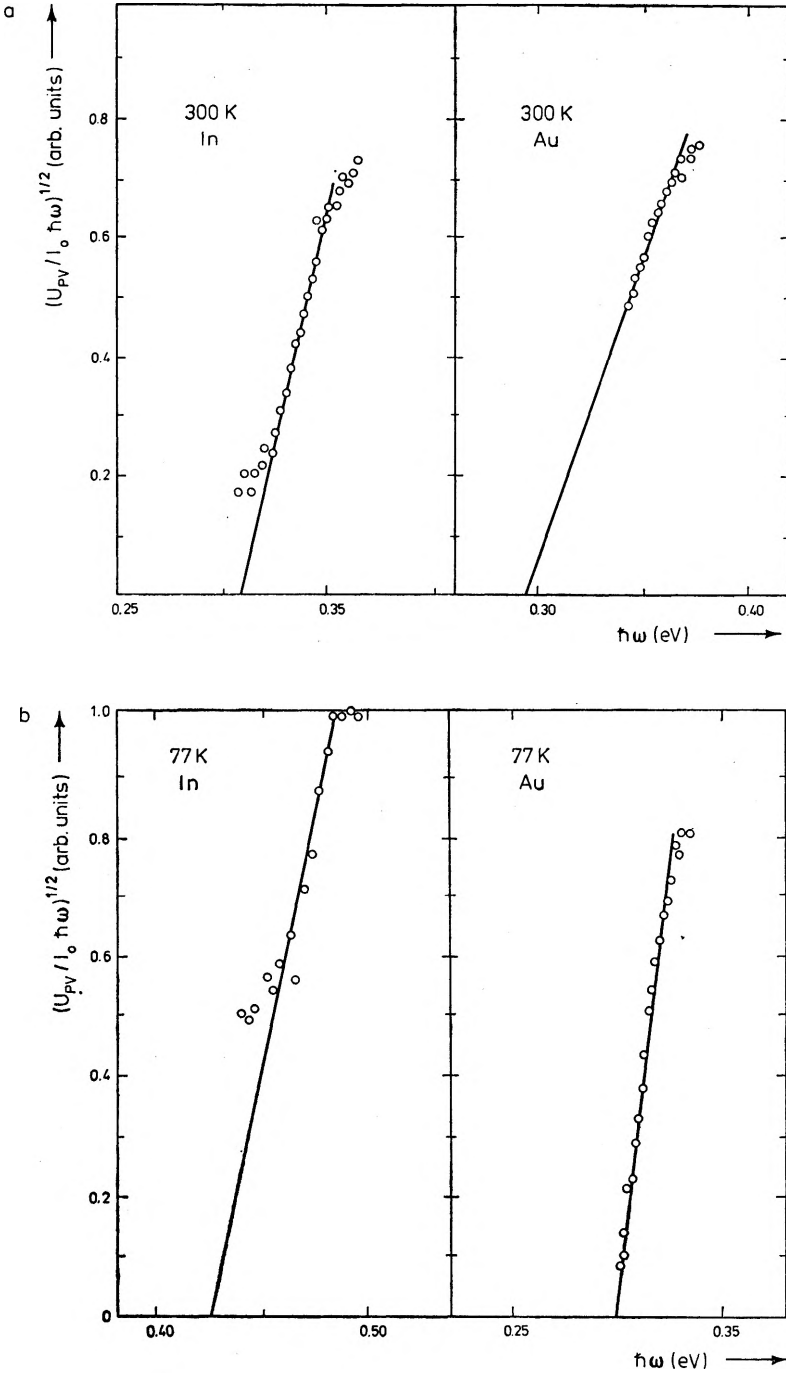 a
(U_PV / I_o ħω)^1/2 (arb. units)
300 K
In
300 K
Au
0.8
0.6
0.4
0.2
0.25
0.35
0.30
0.40
ħω (eV)
b
(U_PV / I_o ħω)^1/2 (arb. units)
77 K
In
77 K
Au
1.0
0.8
0.6
0.4
0.2
0
0.40
0.50
0.25
0.35
ħω (eV)